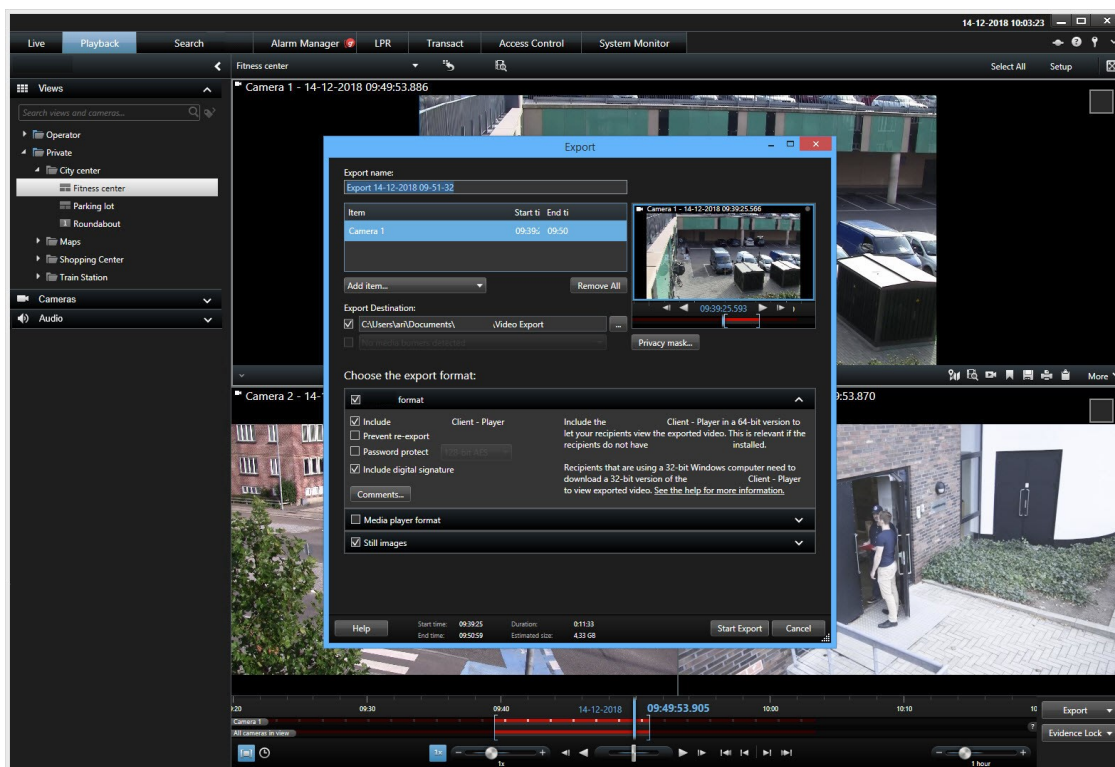 14-12-2018 10:03:23
Live Playback Search Alarm Manager LPR Transact Access Control System Monitor
Fitness center Select All Setup
Views
Search views and cameras...
Operator
Private
City center
Fitness center
Parking lot
Roundabout
Maps
Shopping Center
Train Station
Cameras
Audio
Camera 1 - 14-12-2018 09:49:53.886
Export
Export name:
Export 14-12-2018 09-51-32
Item Start ti End ti
Camera 1 09:39: 09:50
Camera 1 - 14-12-2018 09:39:25.566
09:39:25.593
Add item... Remove All
Export Destination:
C:\Users\ari\Documents\ .\Video Export ...
No media burners detected
Privacy mask...
Choose the export format:
format
Include Client - Player
Prevent re-export
Password protect 128-bit AES
Include digital signature
Comments...
Include the Client - Player in a 64-bit version to
let your recipients view the exported video. This is relevant if the
recipients do not have installed.
Recipients that are using a 32-bit Windows computer need to
download a 32-bit version of the Client - Player
to view exported video. See the help for more information.
Media player format
Still images
Help Start time: 09:39:25 Duration: 0:11:33 Start Export Cancel
End time: 09:50:59 Estimated size: 4,33 GB
More
Camera 2 - 14- 9:53.870
:20 09:30 09:40 14-12-2018 09:49:53.905 10:00 10:10 10
Camera 1
All cameras in view
Export
Evidence Lock
1x
1x
1 hour